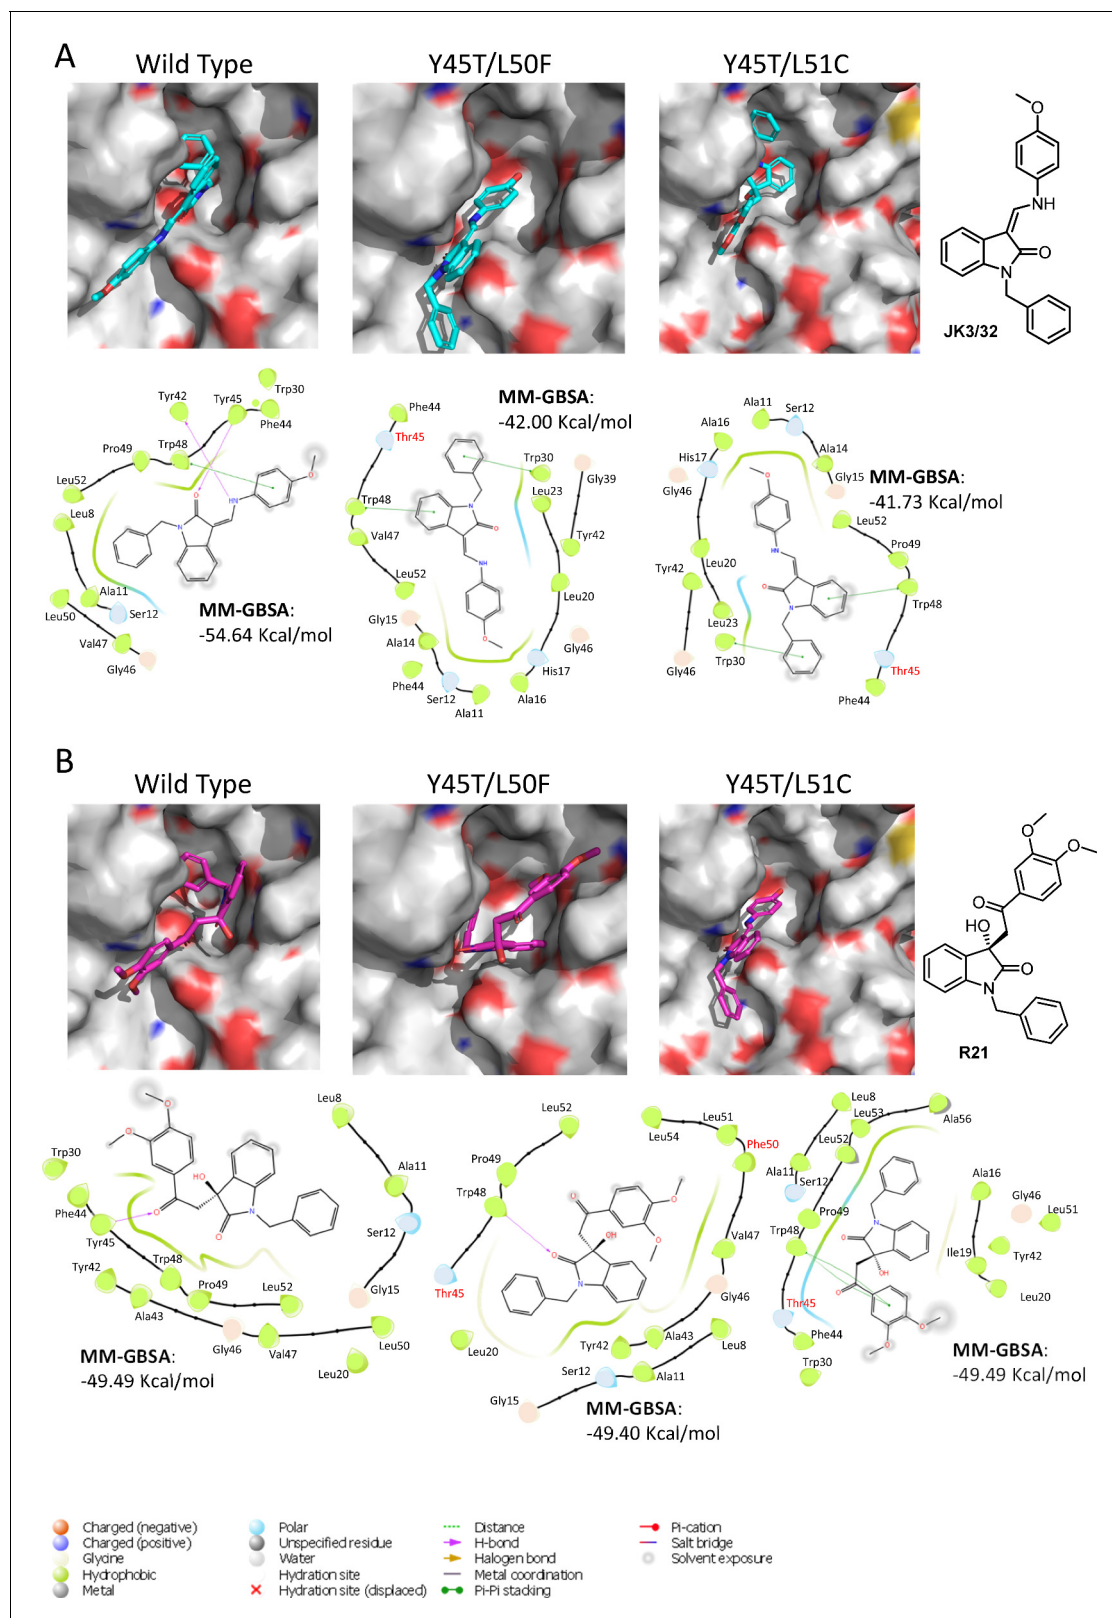 A
Wild Type
Y45T/L50F
Y45T/L51C
O
NH
O
N
JK3/32
Tyr42
Tyr45
Trp30
Phe44
Pro49
Trp48
Leu52
Leu8
O
HN
O
N
Ala11
Ser12
Leu50
Val47
Gly46
MM-GBSA:
-54.64 Kcal/mol
Phe44
Thr45
MM-GBSA:
-42.00 Kcal/mol
Trp30
Gly39
Leu23
Trp48
Val47
Tyr42
N
O
NH
O
Leu52
Leu20
Gly15
Ala14
Gly46
Phe44
His17
Ser12
Ala11
Ala16
Ala11
Ser12
Ala16
His17
Ala14
Gly15
Gly46
MM-GBSA:
-41.73 Kcal/mol
Leu52
Pro49
Leu20
Tyr42
Trp48
Leu23
O
HN
O
N
Trp30
Gly46
Thr45
Phe44
B
Wild Type
Y45T/L50F
Y45T/L51C
O
O
O
HO
O
N
R21
Leu8
Trp30
Ala11
Phe44
Ser12
Tyr45
O
O
HO
O
O
N
Tyr42
Trp48
Pro49
Leu52
Gly15
Ala43
Gly46
Val47
Leu50
Leu20
MM-GBSA:
-49.49 Kcal/mol
Leu52
Leu54
Leu51
Phe50
Pro49
Trp48
O
O
O
OH
O
N
Val47
Thr45
Gly46
Leu20
Tyr42
Ala43
Leu8
Ser12
Ala11
Gly15
MM-GBSA:
-49.40 Kcal/mol
Leu8
Leu53
Ala56
Leu52
Ala11
Ser12
Ala16
Gly46
Leu51
Pro49
Trp48
Ile19
Tyr42
N
O
OH
O
O
O
Thr45
Leu20
Phe44
Trp30
MM-GBSA:
-49.49 Kcal/mol
Charged (negative)
Charged (positive)
Glycine
Hydrophobic
Metal
Polar
Unspecified residue
Water
Hydration site
Hydration site (displaced)
Distance
H-bond
Halogen bond
Metal coordination
Pi-Pi stacking
Pi-cation
Salt bridge
Solvent exposure